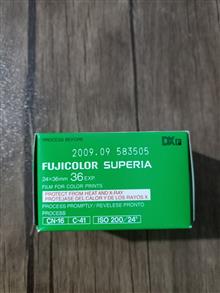 PROCESS BEFORE
DX
2009.09 583505
FUJICOLOR SUPERIA
24×36mm 36 EXP.
FILM FOR COLOR PRINTS
PROTECT FROM HEAT AND X-RAY
PROTÉJASE DEL CALOR Y DE LOS RAYOS X
PROCESS PROMPTLY/REVELESE PRONTO
PROCESS
CN-16 C-41 ISO 200/24°